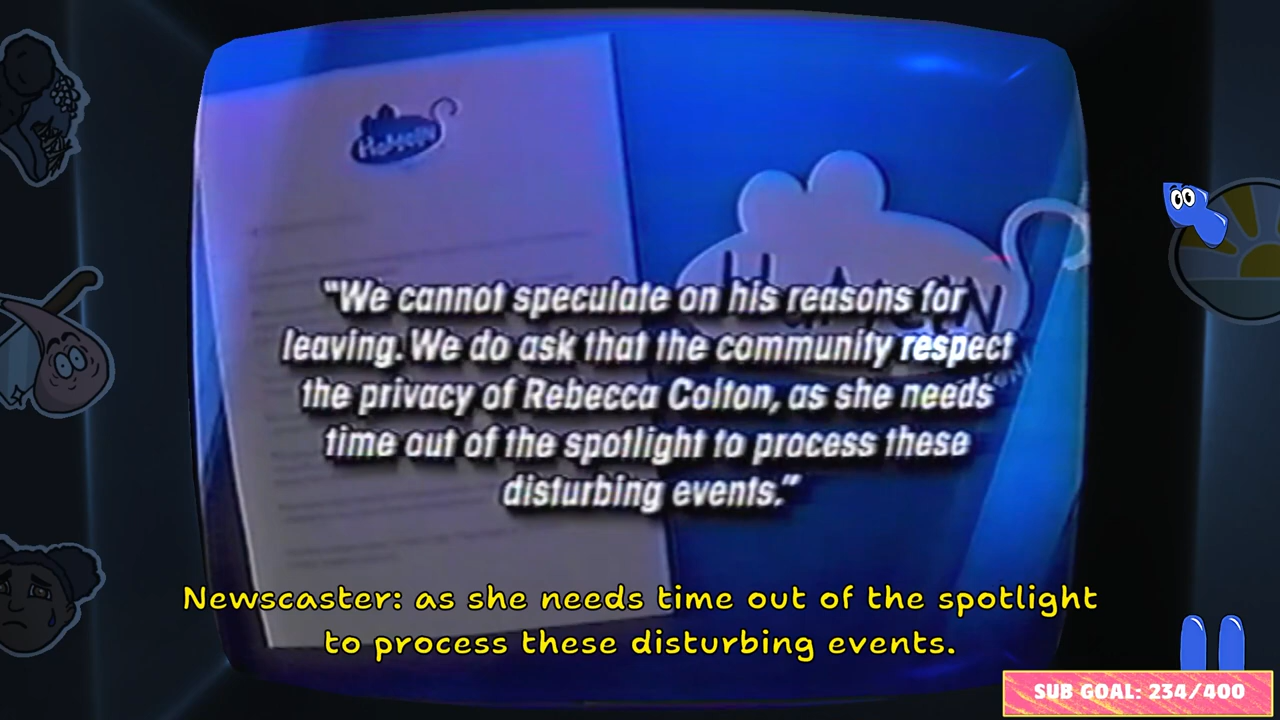 Hameln
Hameln
"We cannot speculate on his reasons for
leaving. We do ask that the community respect
the privacy of Rebecca Colton, as she needs
time out of the spotlight to process these
disturbing events."
Newscaster: as she needs time out of the spotlight
to process these disturbing events.
SUB GOAL: 234/400